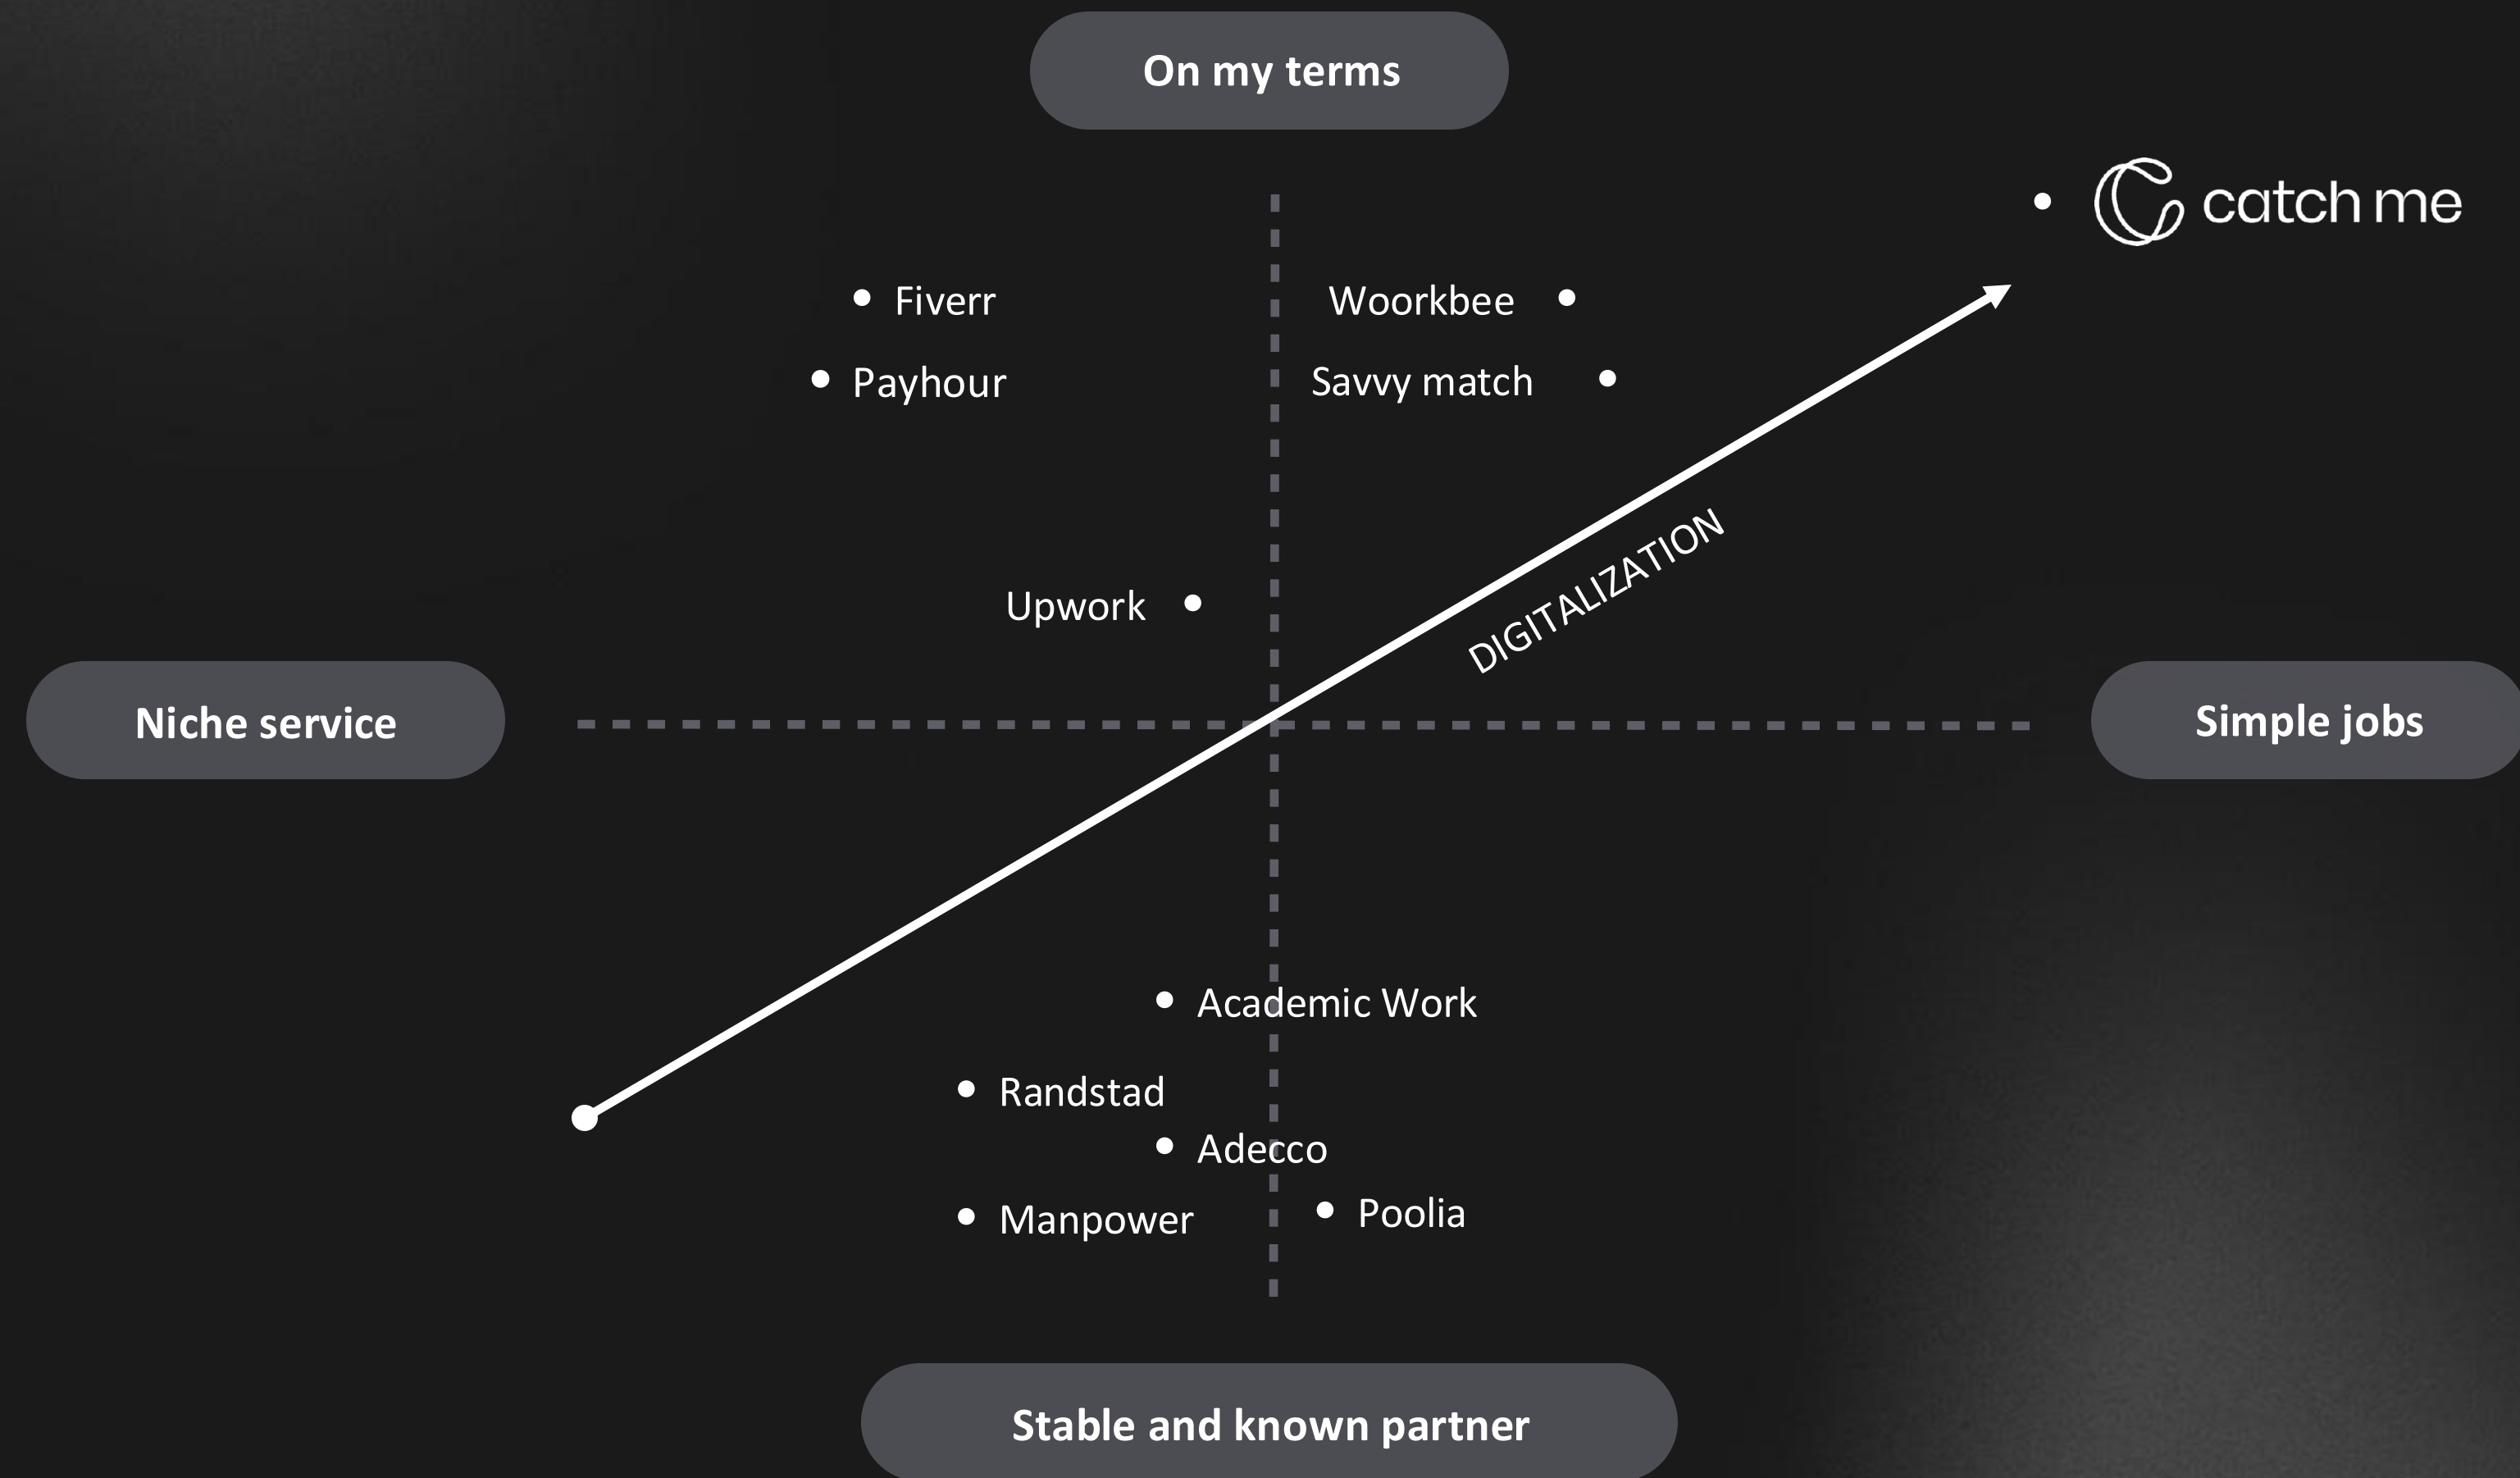 On my terms
catch me
Fiverr
Woorkbee
Payhour
Savvy match
DIGITALIZATION
Upwork
Niche service
Simple jobs
Academic Work
Randstad
Adecco
Manpower
Poolia
Stable and known partner